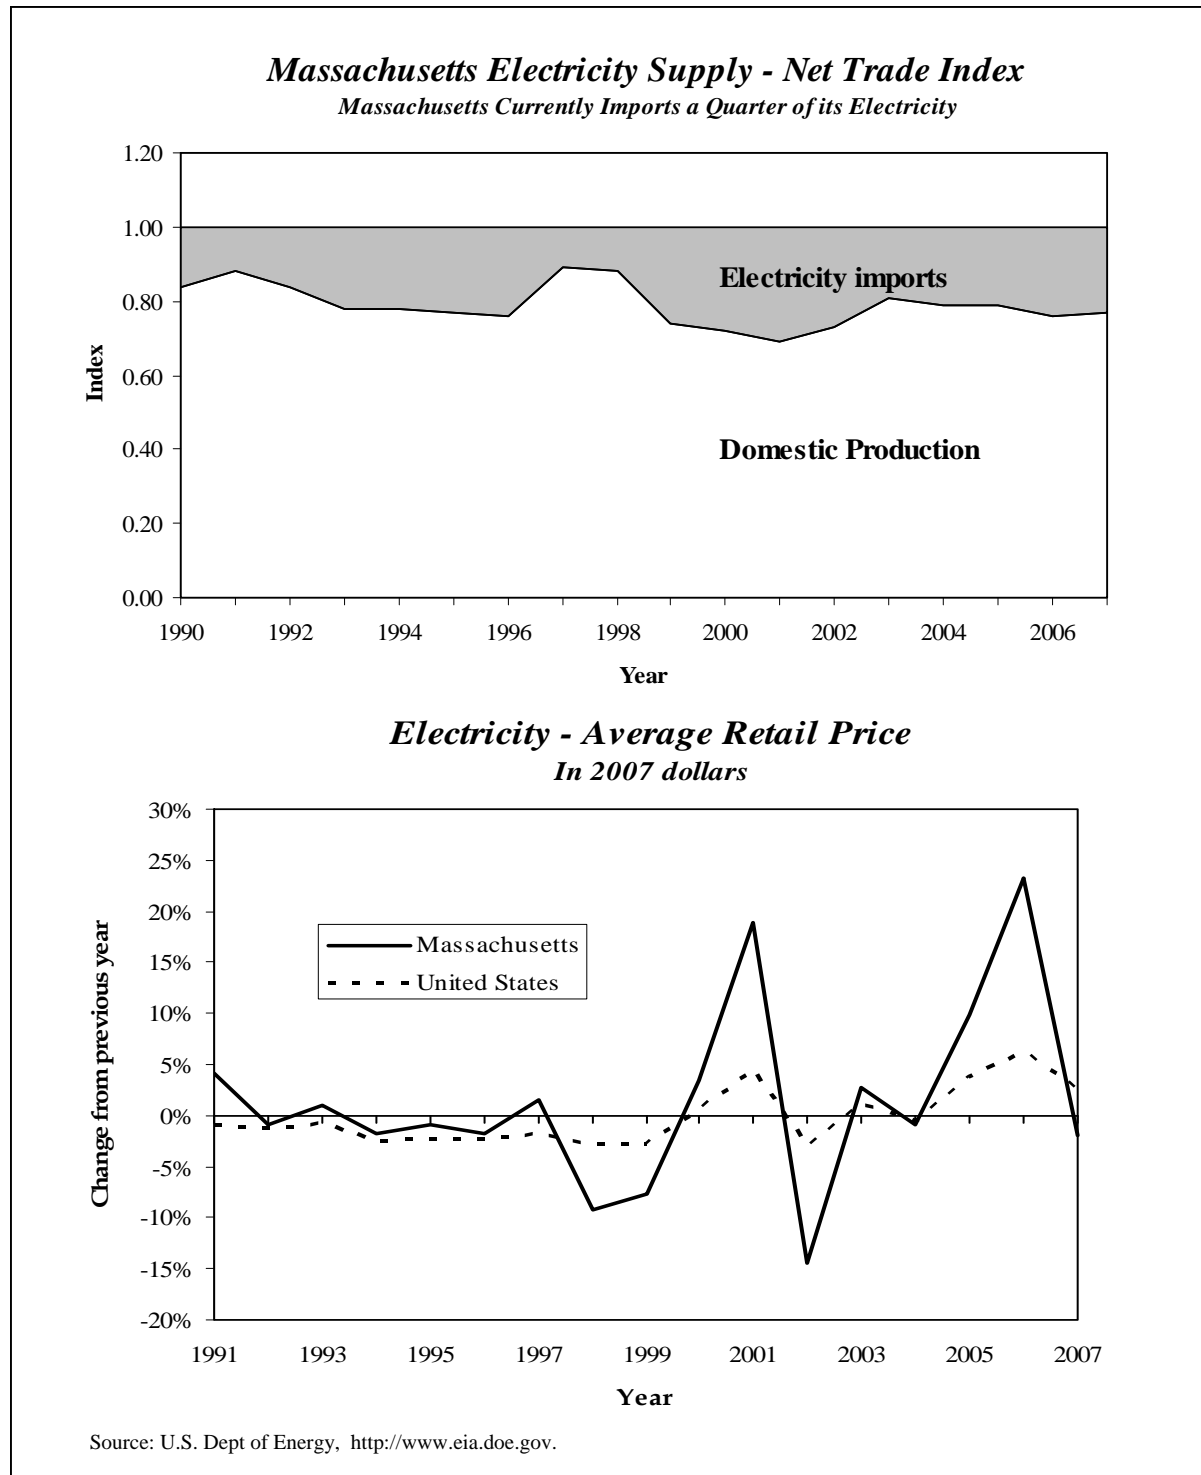 Massachusetts Electricity Supply - Net Trade Index
Massachusetts Currently Imports a Quarter of its Electricity
1.20
1.00
0.80
0.60
0.40
0.20
0.00
Index
Electricity imports
Domestic Production
1990 1992 1994 1996 1998 2000 2002 2004 2006
Year
Electricity - Average Retail Price
In 2007 dollars
30%
25%
20%
15%
10%
5%
0%
-5%
-10%
-15%
-20%
Change from previous year
Massachusetts
United States
1991 1993 1995 1997 1999 2001 2003 2005 2007
Year
Source: U.S. Dept of Energy, http://www.eia.doe.gov.